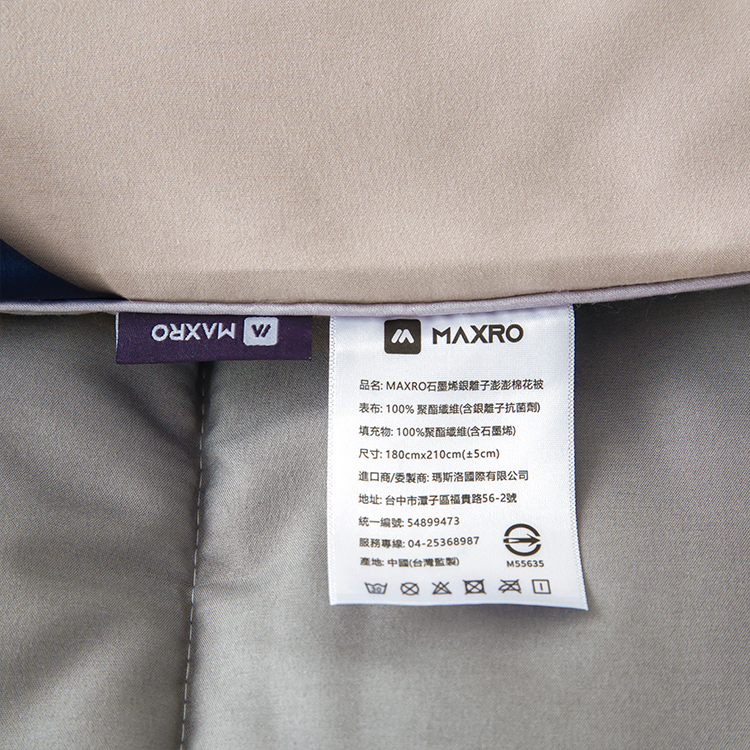 MAXRO
MAXRO
品名: MAXRO石墨烯銀離子澎澎棉花被
表布: 100% 聚酯纖維(含銀離子抗菌劑)
填充物: 100%聚酯纖維(含石墨烯)
尺寸: 180cmx210cm(±5cm)
進口商/委製商: 瑪斯洛國際有限公司
地址: 台中市潭子區福貴路56-2號
統一編號: 54899473
服務專線: 04-25368987
產地: 中國(台灣監製)
M55635